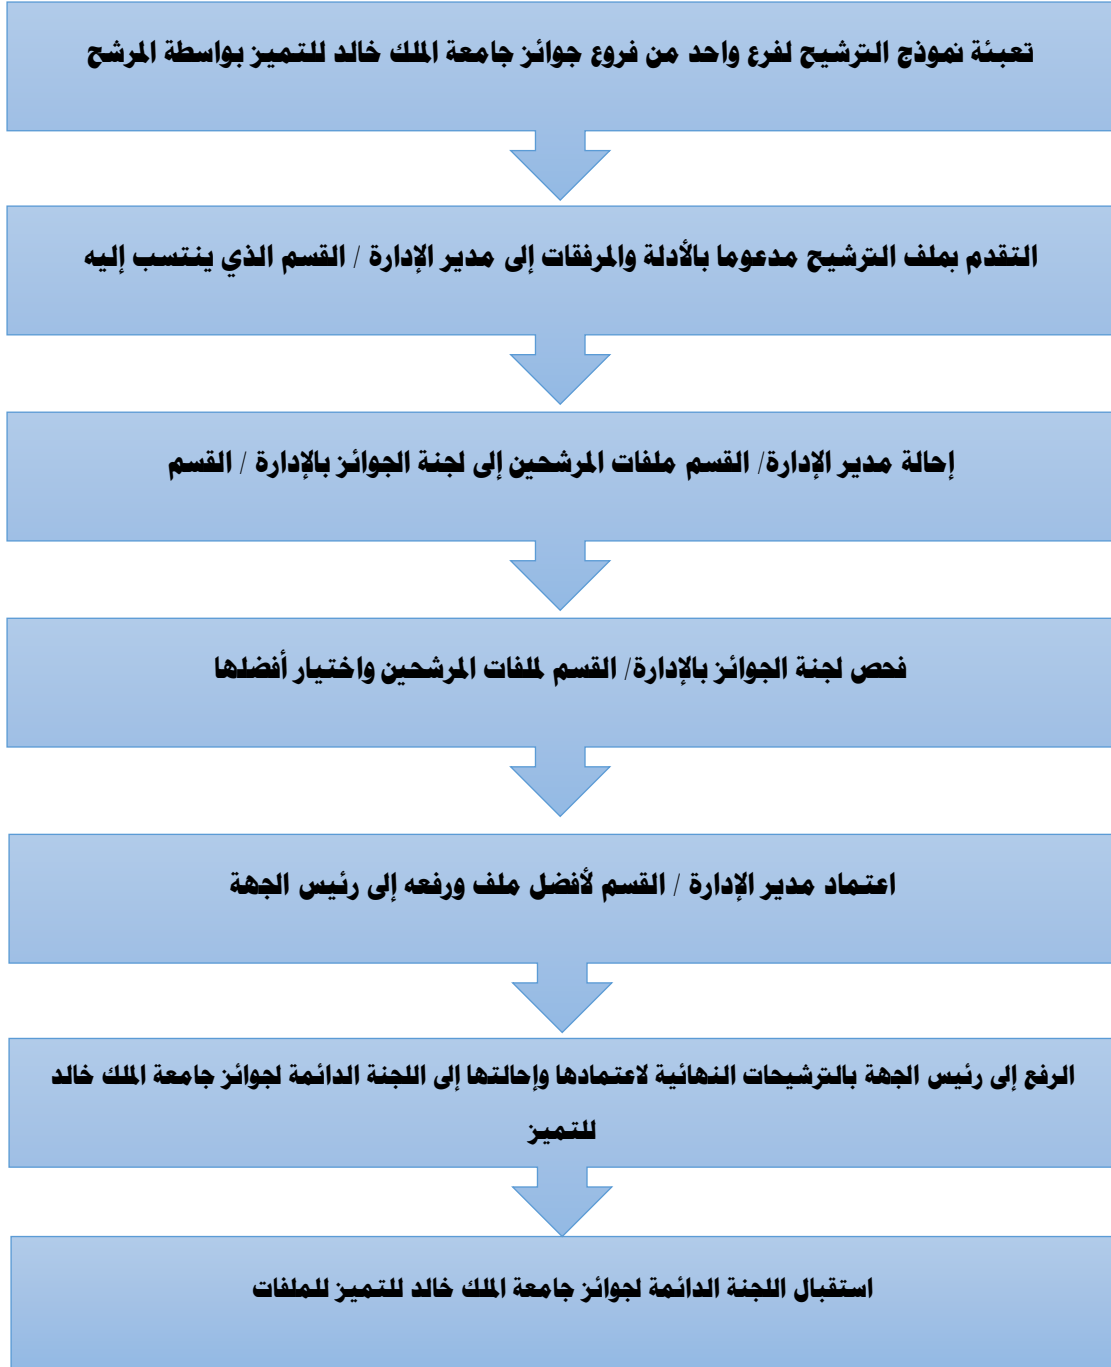 تعبئة نموذج الترشيح لفرع واحد من فروع جوائز جامعة الملك خالد للتميز بواسطة المرشح
التقدم بملف الترشيح مدعوما بالأدلة والمرفقات إلى مدير الإدارة / القسم الذي ينتسب إليه
إحالة مدير الإدارة/ القسم ملفات المرشحين إلى لجنة الجوائز بالإدارة / القسم
فحص لجنة الجوائز بالإدارة/ القسم لملفات المرشحين واختيار أفضلها
اعتماد مدير الإدارة / القسم لأفضل ملف ورفعه إلى رئيس الجهة
الرفع إلى رئيس الجهة بالترشيحات النهائية لاعتمادها وإحالتها إلى اللجنة الدائمة لجوائز جامعة الملك خالد
للتميز
استقبال اللجنة الدائمة لجوائز جامعة الملك خالد للتميز للملفات